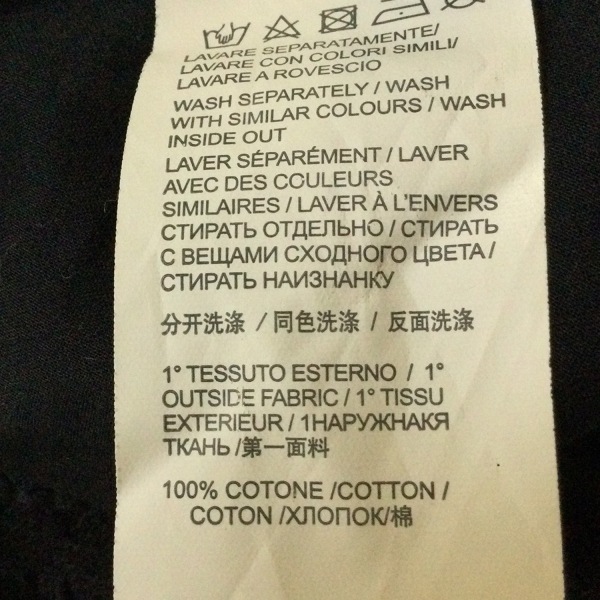 LAVARE SEPARATAMENTE/
LAVARE CON COLORI SIMILI/
LAVARE A ROVESCIO
WASH SEPARATELY / WASH
WITH SIMILAR COLOURS / WASH
INSIDE OUT
LAVER SÉPARÉMENT / LAVER
AVEC DES COULEURS
SIMILAIRES / LAVER À L'ENVERS
СТИРАТЬ ОТДЕЛЬНО / СТИРАТЬ
С ВЕЩАМИ СХОДНОГО ЦВЕТА /
СТИРАТЬ НАИЗНАНКУ
分开洗涤 / 同色洗涤 / 反面洗涤
1° TESSUTO ESTERNO / 1°
OUTSIDE FABRIC / 1° TISSU
EXTERIEUR / 1НАРУЖНАКЯ
ТКАНЬ /第一面料
100% COTONE /COTTON /
COTON /ХЛОПОК/棉